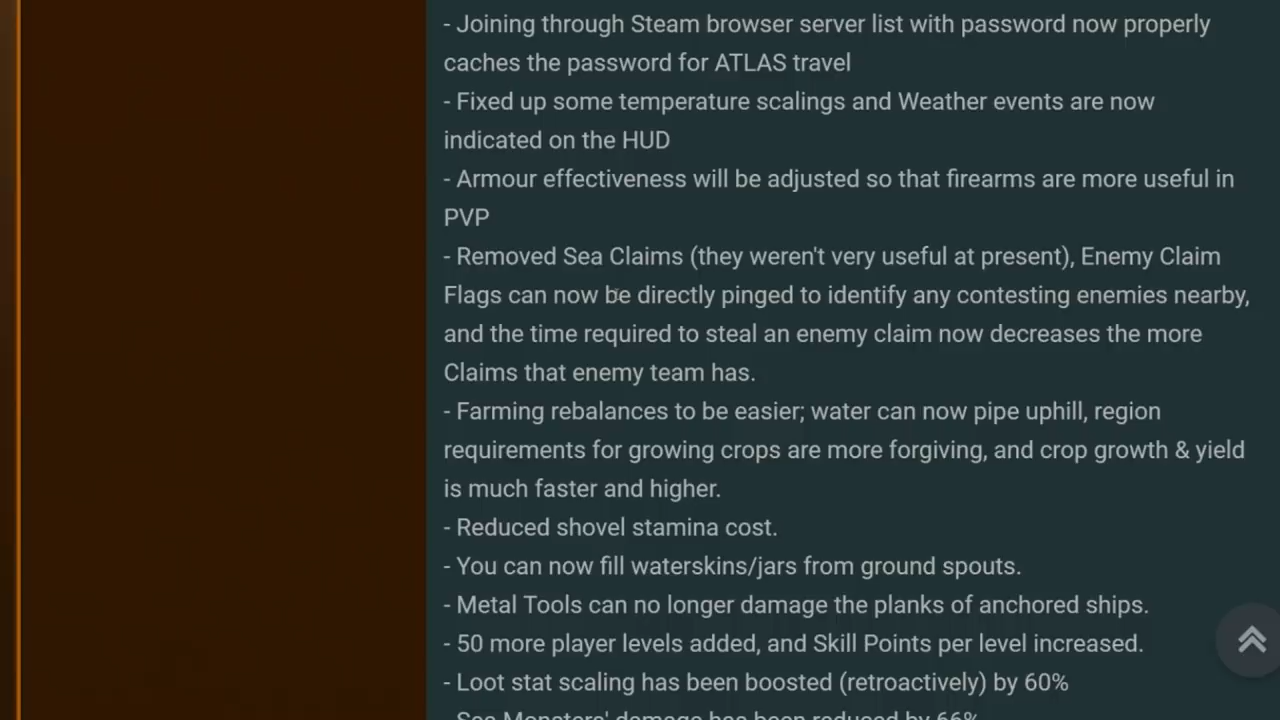 - Joining through Steam browser server list with password now properly
caches the password for ATLAS travel
- Fixed up some temperature scalings and Weather events are now
indicated on the HUD
- Armour effectiveness will be adjusted so that firearms are more useful in
PVP
- Removed Sea Claims (they weren't very useful at present), Enemy Claim
Flags can now be directly pinged to identify any contesting enemies nearby,
and the time required to steal an enemy claim now decreases the more
Claims that enemy team has.
- Farming rebalances to be easier; water can now pipe uphill, region
requirements for growing crops are more forgiving, and crop growth & yield
is much faster and higher.
- Reduced shovel stamina cost.
- You can now fill waterskins/jars from ground spouts.
- Metal Tools can no longer damage the planks of anchored ships.
- 50 more player levels added, and Skill Points per level increased.
- Loot stat scaling has been boosted (retroactively) by 60%
- Sea Monsters' damage has been reduced by 66%